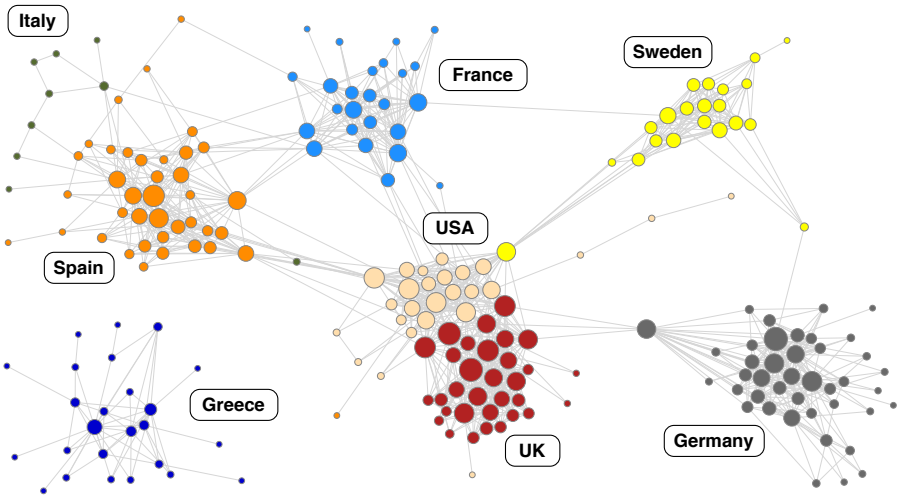 Italy
France
Sweden
USA
Spain
Greece
Germany
UK